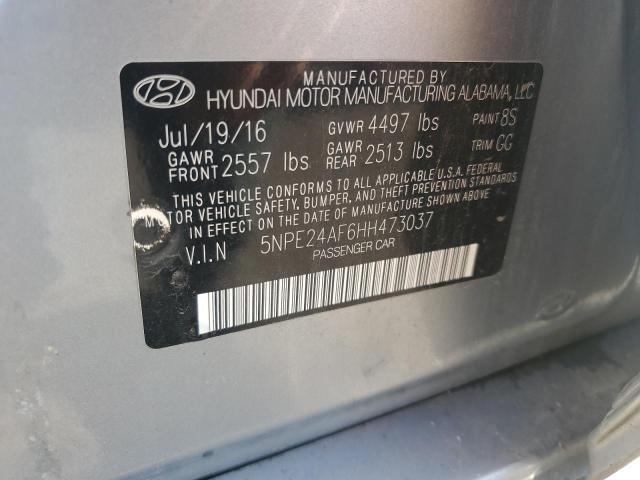 MANUFACTURED BY
HYUNDAI MOTOR MANUFACTURING ALABAMA, LLC
Jul/19/16 GVWR 4497 lbs PAINT 8S
GAWR FRONT 2557 lbs GAWR REAR 2513 lbs TRIM GG
THIS VEHICLE CONFORMS TO ALL APPLICABLE U.S.A. FEDERAL
MOTOR VEHICLE SAFETY, BUMPER, AND THEFT PREVENTION STANDARDS
IN EFFECT ON THE DATE OF MANUFACTURE SHOWN ABOVE.
V.I.N 5NPE24AF6HH473037
PASSENGER CAR